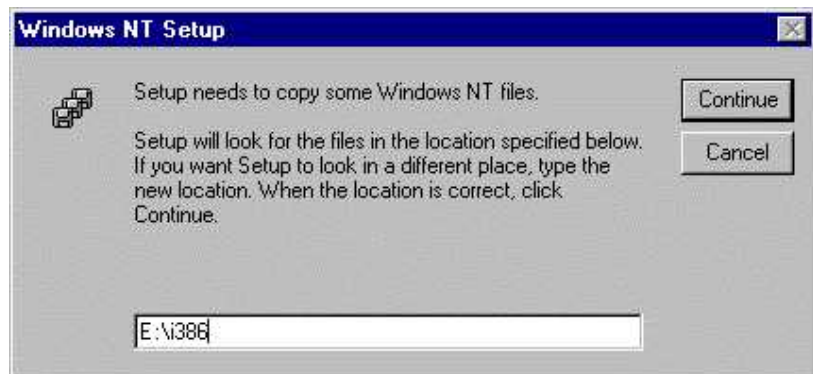 Windows NT Setup
Setup needs to copy some Windows NT files.
Continue
Setup will look for the files in the location specified below.
If you want Setup to look in a different place, type the
new location. When the location is correct, click
Continue.
Cancel
E:\i386